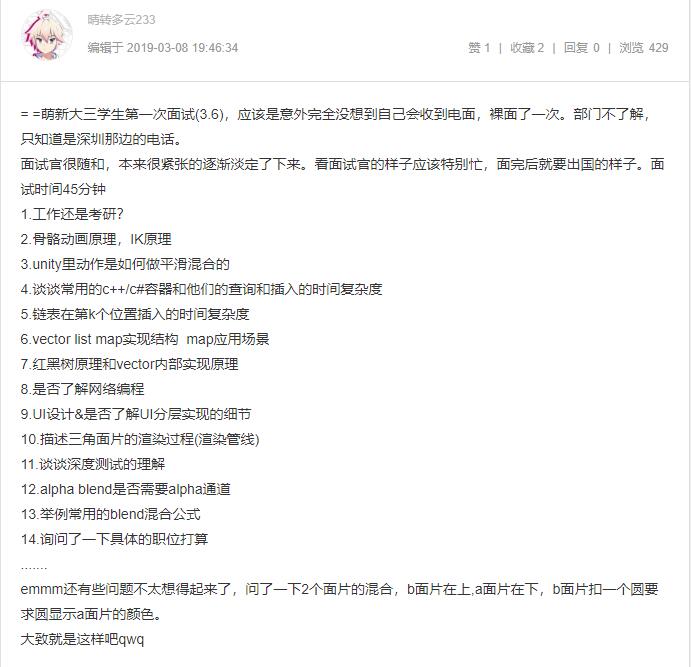 晴转多云233
编辑于 2019-03-08 19:46:34
赞 1 | 收藏 2 | 回复 0 | 浏览 429
= =萌新大三学生第一次面试(3.6)，应该是意外完全没想到自己会收到电面，裸面了一次。部门不了解，
只知道是深圳那边的电话。
面试官很随和，本来很紧张的逐渐淡定了下来。看面试官的样子应该特别忙，面完后就要出国的样子。面
试时间45分钟
1.工作还是考研？
2.骨骼动画原理，IK原理
3.unity里动作是如何做平滑混合的
4.谈谈常用的c++/c#容器和他们的查询和插入的时间复杂度
5.链表在第k个位置插入的时间复杂度
6.vector list map实现结构  map应用场景
7.红黑树原理和vector内部实现原理
8.是否了解网络编程
9.UI设计&是否了解UI分层实现的细节
10.描述三角面片的渲染过程(渲染管线)
11.谈谈深度测试的理解
12.alpha blend是否需要alpha通道
13.举例常用的blend混合公式
14.询问了一下具体的职位打算
.......
emmm还有些问题不太想得起来了，问了一下2个面片的混合，b面片在上,a面片在下，b面片扣一个圆要
求圆显示a面片的颜色。
大致就是这样吧qwq